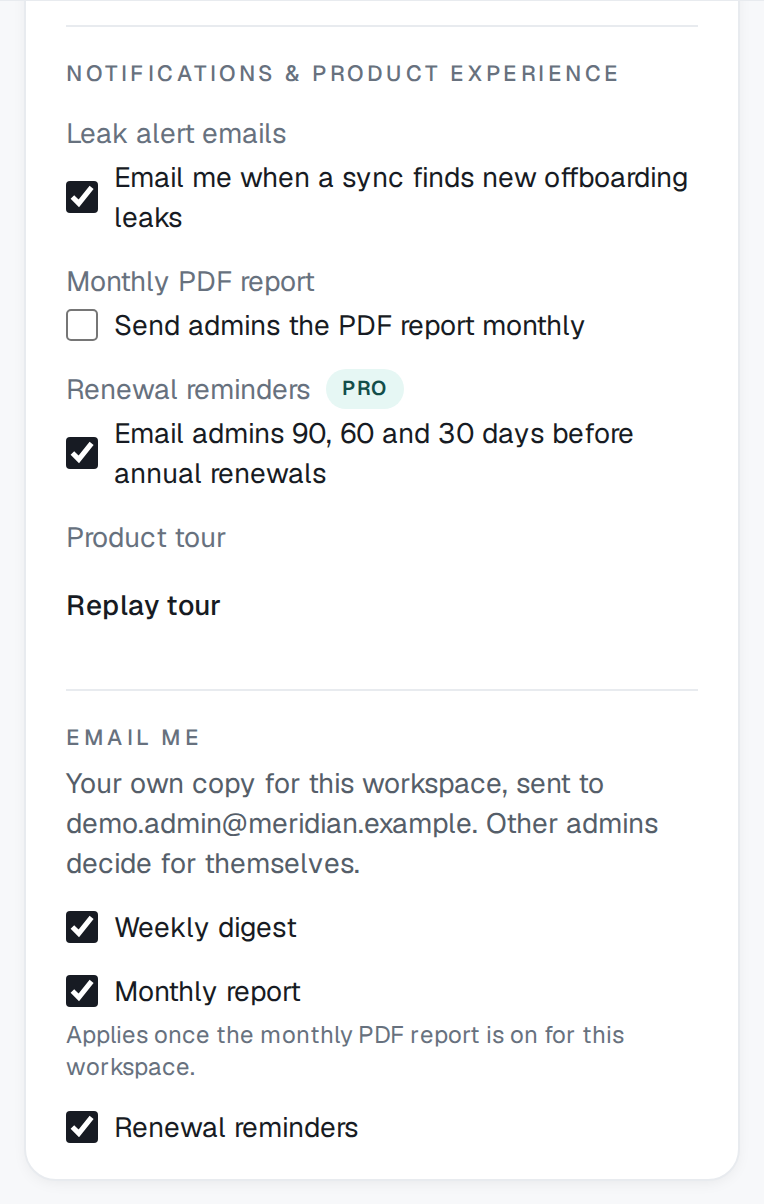 NOTIFICATIONS & PRODUCT EXPERIENCE
Leak alert emails
Email me when a sync finds new offboarding
leaks
Monthly PDF report
Send admins the PDF report monthly
Renewal reminders PRO
Email admins 90, 60 and 30 days before
annual renewals
Product tour
Replay tour
EMAIL ME
Your own copy for this workspace, sent to
demo.admin@meridian.example. Other admins
decide for themselves.
Weekly digest
Monthly report
Applies once the monthly PDF report is on for this
workspace.
Renewal reminders